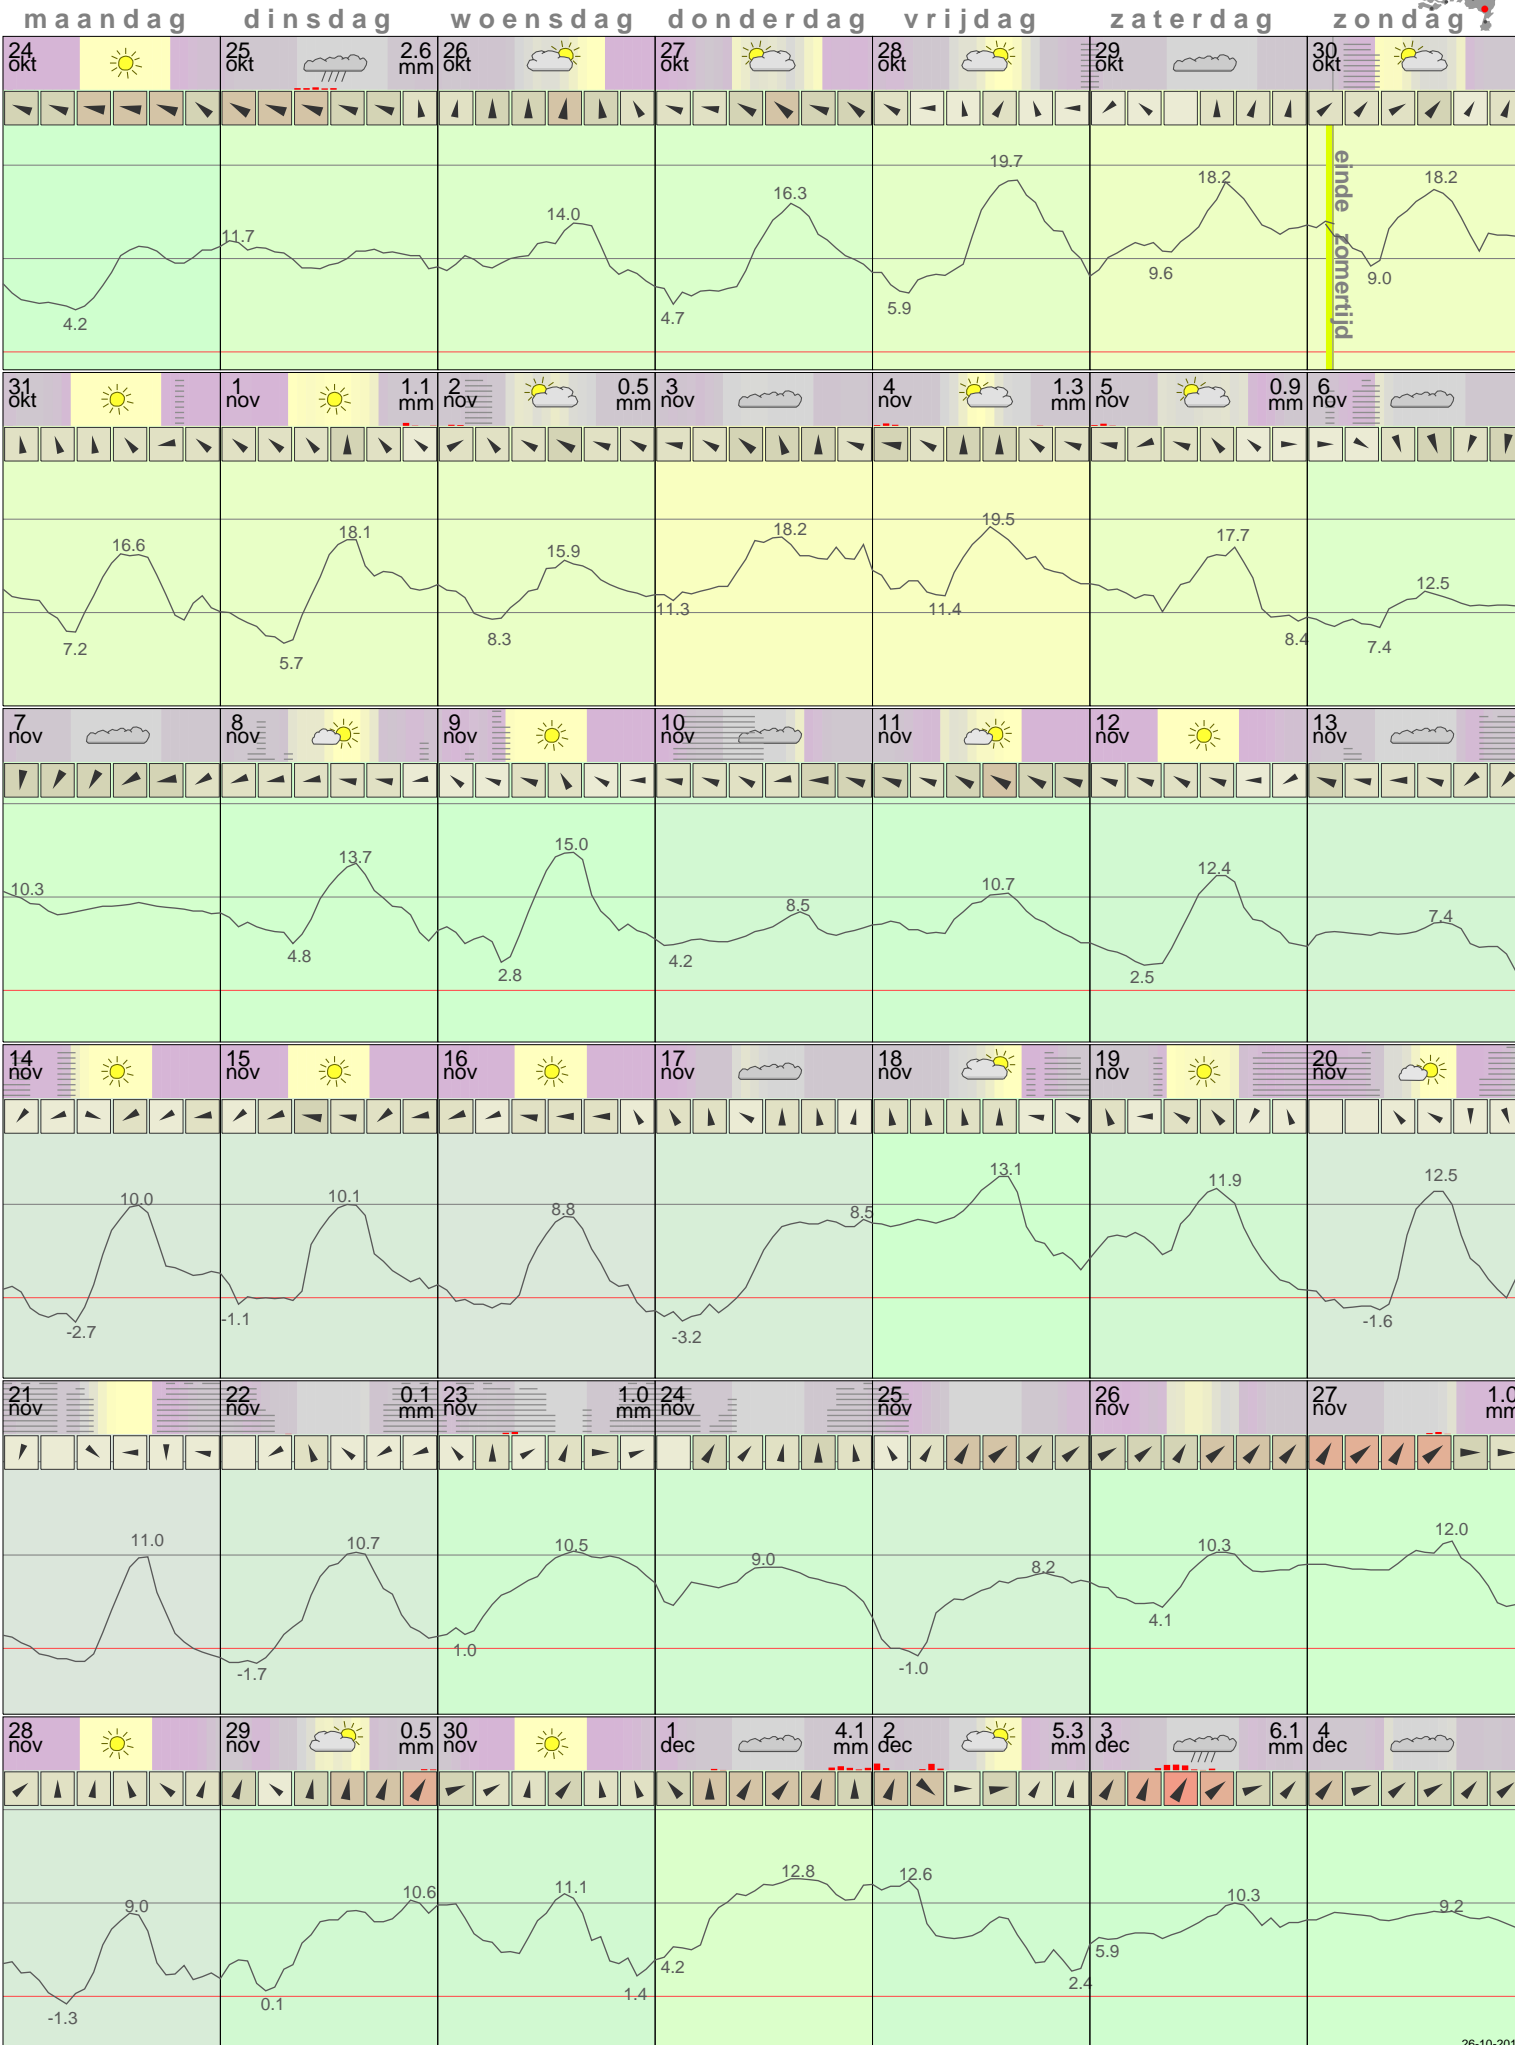 maandag dinsdag woensdag donderdag vrijdag zaterdag zondag
24 okt 25 okt 2.6 mm 26 okt 27 okt 28 okt 29 okt 30 okt
4.2 11.7 14.0 4.7 16.3 5.9 19.7 9.6 18.2 9.0 18.2
einde zomertijd
31 okt 1 nov 1.1 mm 2 nov 0.5 mm 3 nov 4 nov 1.3 mm 5 nov 0.9 mm 6 nov
7.2 16.6 5.7 18.1 8.3 15.9 11.3 18.2 11.4 19.5 17.7 8.4 7.4 12.5
7 nov 8 nov 9 nov 10 nov 11 nov 12 nov 13 nov
10.3 4.8 13.7 2.8 15.0 4.2 8.5 10.7 2.5 12.4 7.4
14 nov 15 nov 16 nov 17 nov 18 nov 19 nov 20 nov
-2.7 10.0 -1.1 10.1 8.8 -3.2 8.5 13.1 11.9 -1.6 12.5
21 nov 22 nov 0.1 mm 23 nov 1.0 mm 24 nov 25 nov 26 nov 27 nov 1.0 mm
11.0 -1.7 10.7 1.0 10.5 9.0 -1.0 8.2 4.1 10.3 12.0
28 nov 29 nov 0.5 mm 30 nov 1 dec 4.1 mm 2 dec 5.3 mm 3 dec 6.1 mm 4 dec
-1.3 9.0 0.1 10.6 11.1 1.4 4.2 12.8 12.6 2.4 5.9 10.3 9.2